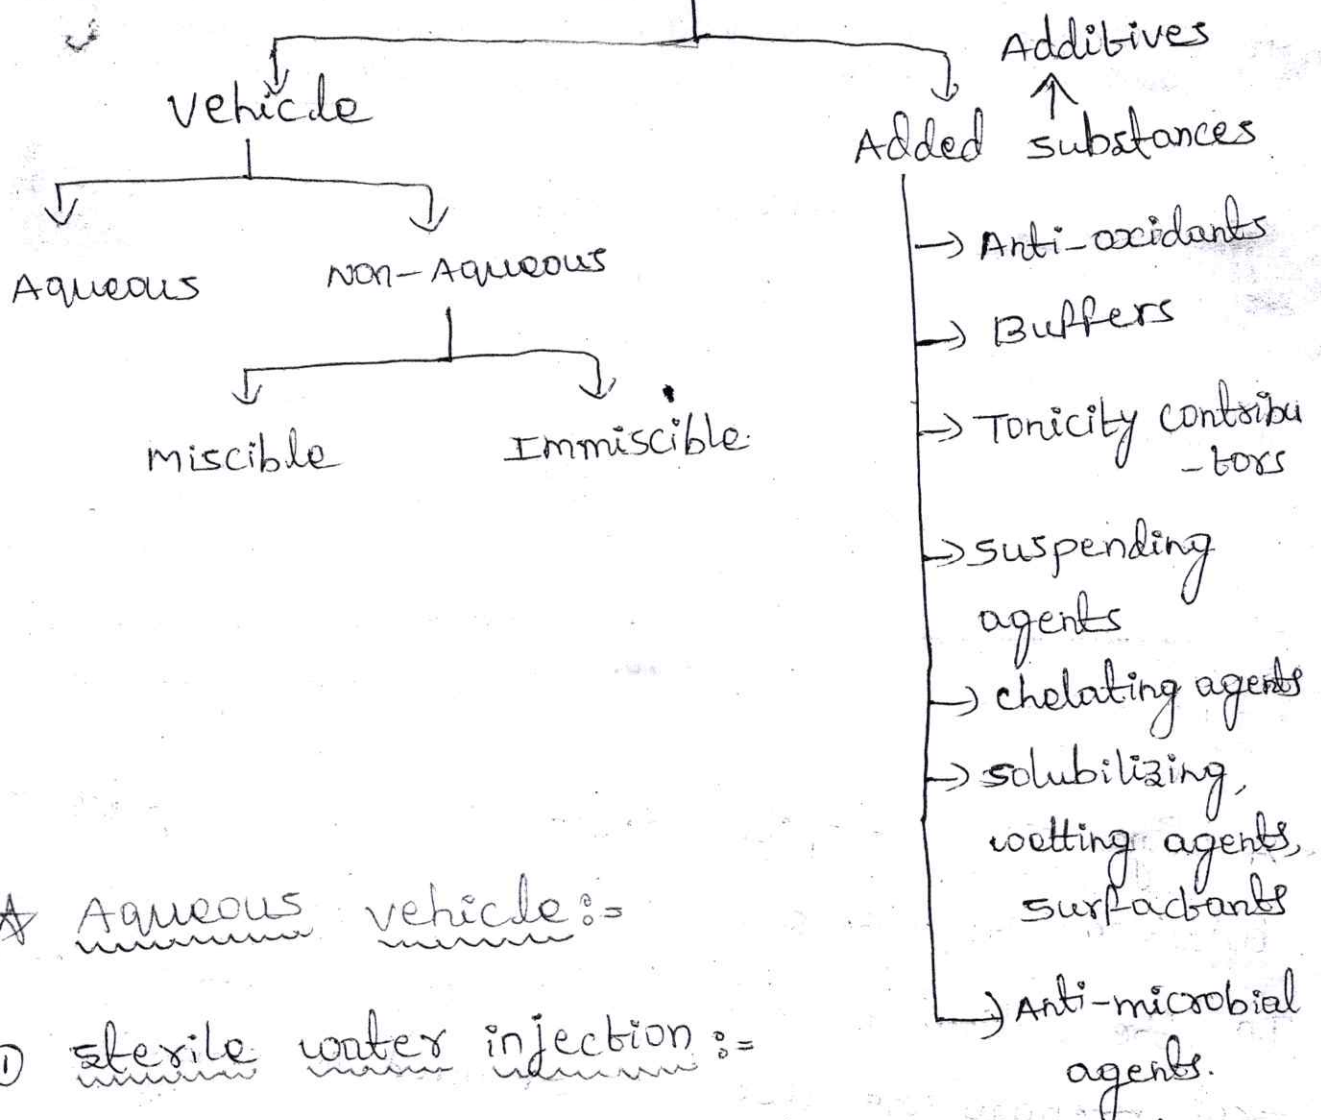 Additives
Vehicle
Added substances
Aqueous
Non-Aqueous
Miscible
Immiscible.
Anti-oxidants
Buffers
Tonicity contribu
-tors
suspending
agents
chelating agents
solubilizing,
wetting agents,
surfactants
Anti-microbial
agents.
☆ Aqueous vehicle :=
① sterile water injection :=